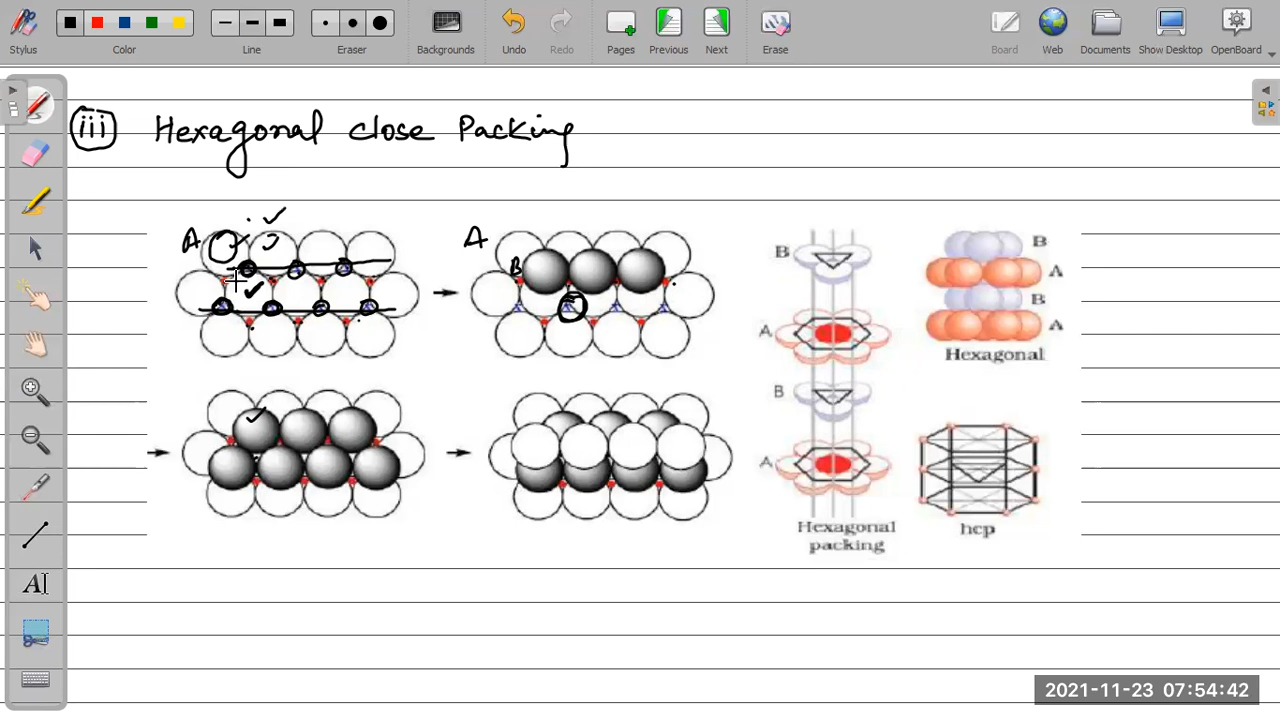 Stylus
Color
Line
Eraser
Backgrounds
Undo
Redo
Pages
Previous
Next
Erase
Board
Web
Documents
Show Desktop
OpenBoard
iii Hexagonal close Packing
A
A
B
B
A
B
A
B
A
B
A
Hexagonal
Hexagonal
packing
hcp
AI
2021-11-23 07:54:42